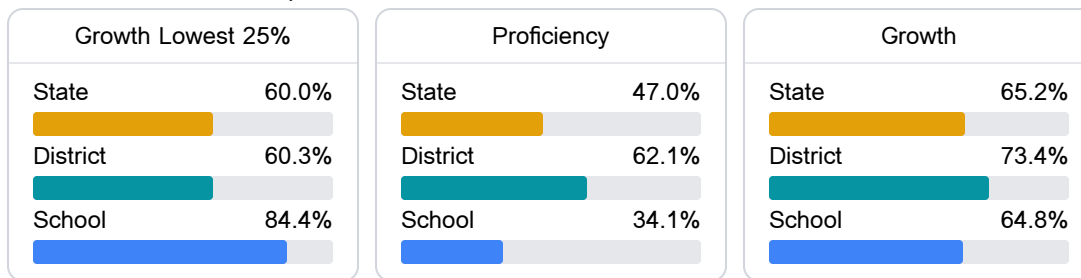 Growth Lowest 25%
State 60.0%
District 60.3%
School 84.4%
Proficiency
State 47.0%
District 62.1%
School 34.1%
Growth
State 65.2%
District 73.4%
School 64.8%